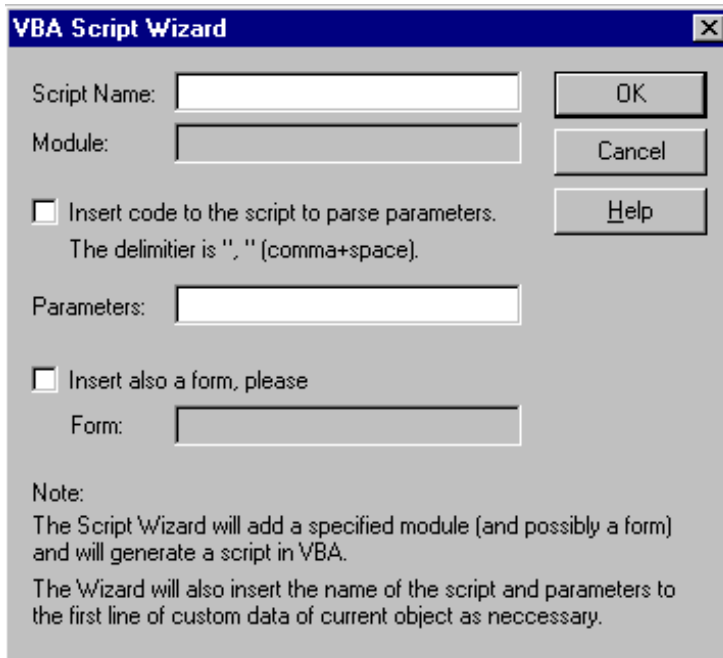 VBA Script Wizard
Script Name:
OK
Module:
Cancel
Insert code to the script to parse parameters.
Help
The delimitier is ", " (comma+space).
Parameters:
Insert also a form, please
Form:
Note:
The Script Wizard will add a specified module (and possibly a form)
and will generate a script in VBA.
The Wizard will also insert the name of the script and parameters to
the first line of custom data of current object as neccessary.